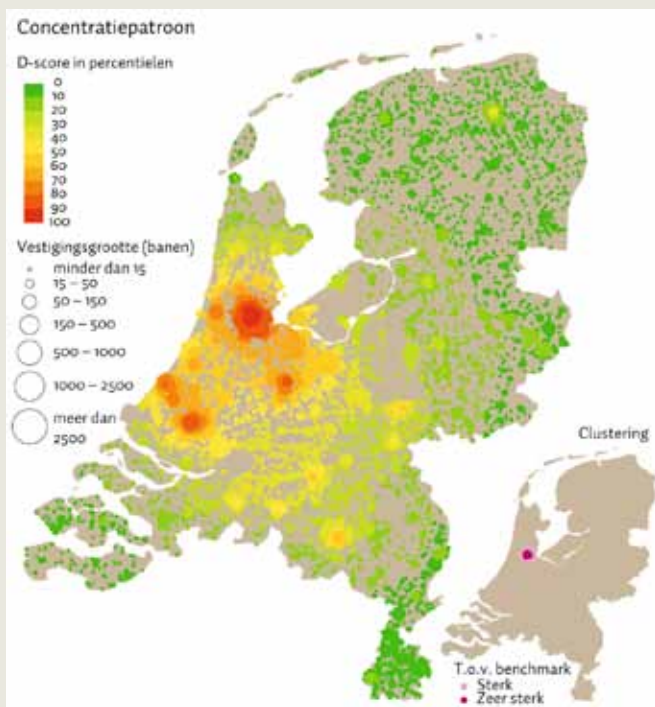 Concentratiepatroon
D-score in percentielen
0
10
20
30
40
50
60
70
80
90
100
Vestigingsgrootte (banen)
minder dan 15
15 – 50
50 – 150
150 – 500
500 – 1000
1000 – 2500
meer dan
2500
Clustering
T.o.v. benchmark
Sterk
Zeer sterk